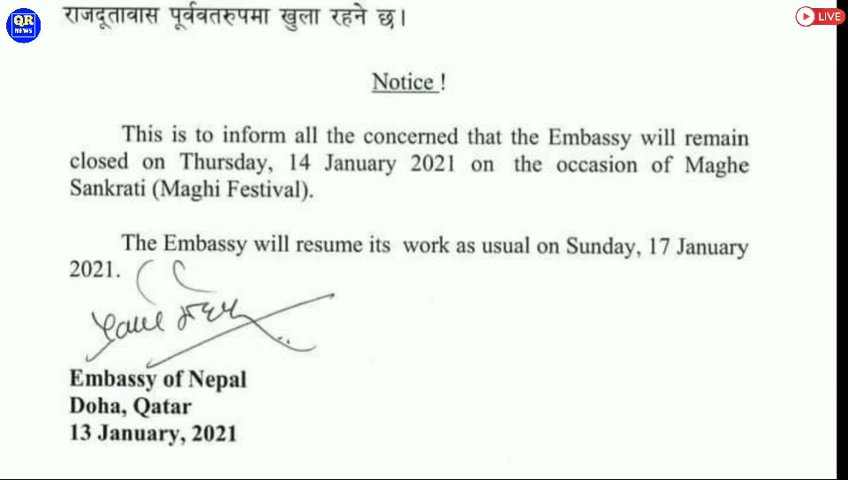 QR
NEWS
LIVE
राजदूतावास पूर्ववतरुपमा खुला रहने छ।
Notice !
This is to inform all the concerned that the Embassy will remain
closed on Thursday, 14 January 2021 on the occasion of Maghe
Sankrati (Maghi Festival).
The Embassy will resume its work as usual on Sunday, 17 January
2021.
Embassy of Nepal
Doha, Qatar
13 January, 2021